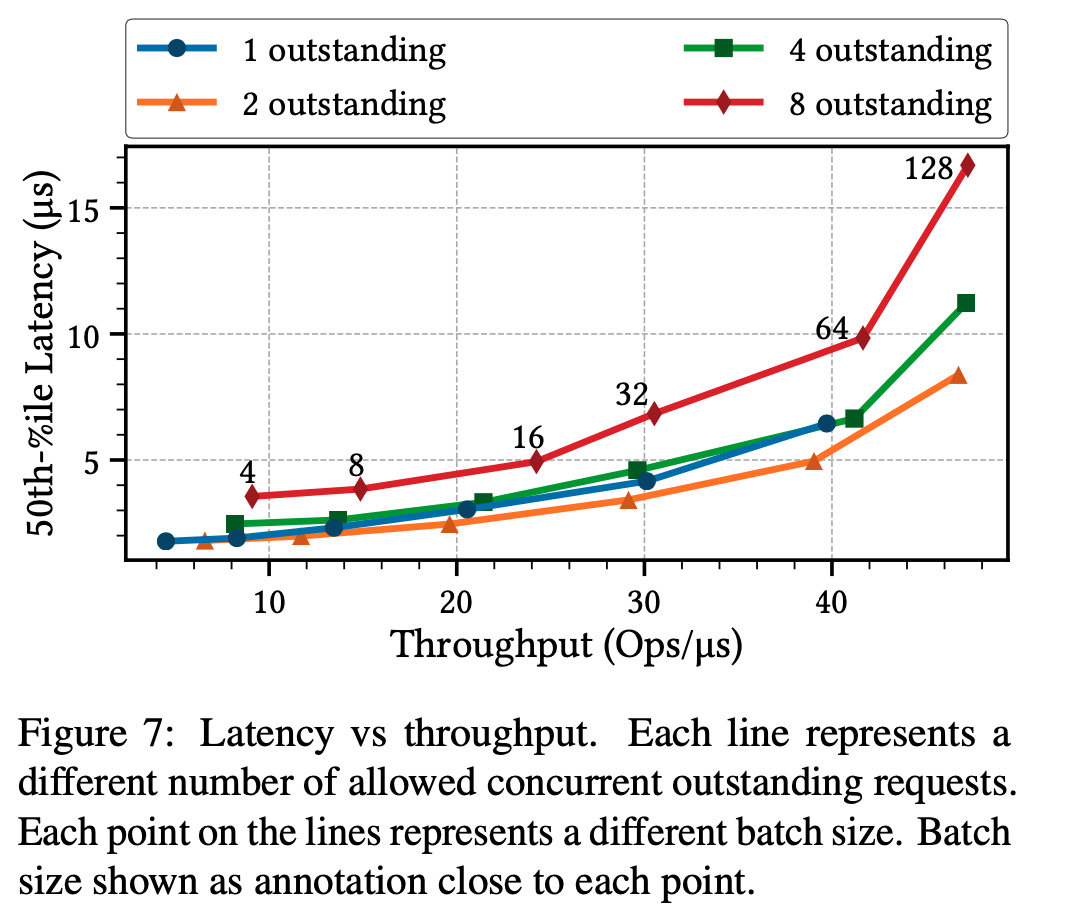 1 outstanding
2 outstanding
4 outstanding
8 outstanding
50th-%ile Latency (μs)
15
10
5
4
8
16
32
64
128
10
20
30
40
Throughput (Ops/μs)
Figure 7: Latency vs throughput. Each line represents a
different number of allowed concurrent outstanding requests.
Each point on the lines represents a different batch size. Batch
size shown as annotation close to each point.